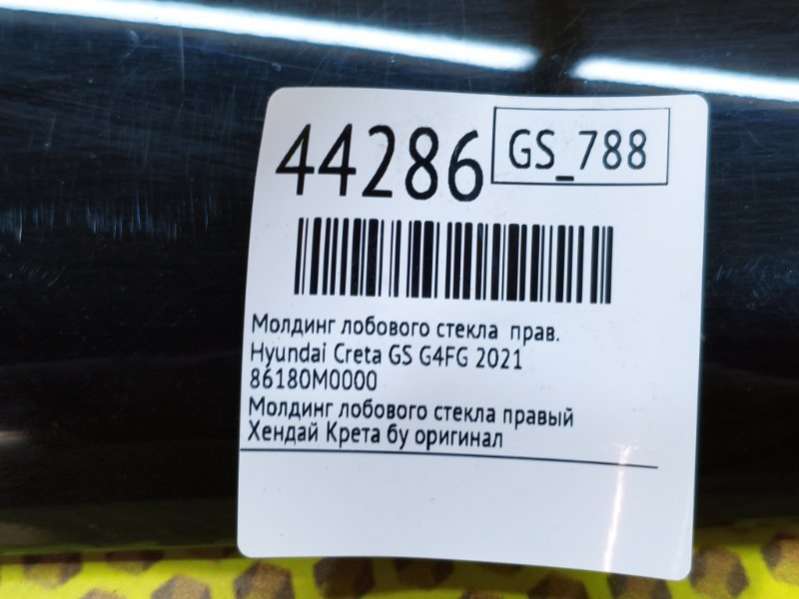 44286 GS_788
Молдинг лобового стекла прав.
Hyundai Creta GS G4FG 2021
86180M0000
Молдинг лобового стекла правый
Хендай Крета бу оригинал